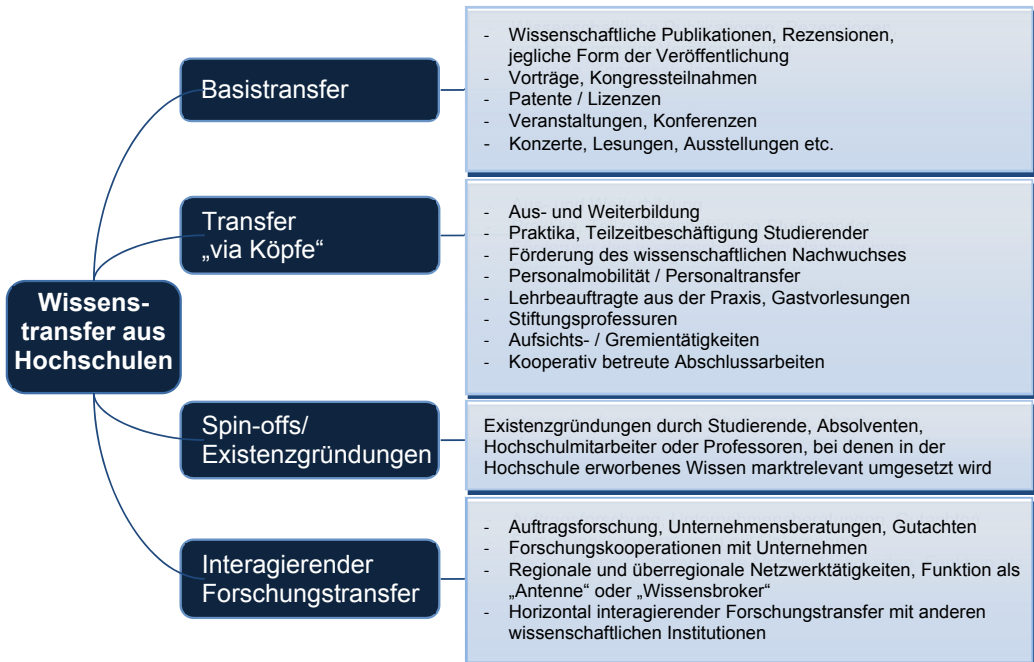 Wissens-
transfer aus
Hochschulen
Basistransfer
- Wissenschaftliche Publikationen, Rezensionen,
jegliche Form der Veröffentlichung
- Vorträge, Kongressteilnahmen
- Patente / Lizenzen
- Veranstaltungen, Konferenzen
- Konzerte, Lesungen, Ausstellungen etc.
Transfer
„via Köpfe“
- Aus- und Weiterbildung
- Praktika, Teilzeitbeschäftigung Studierender
- Förderung des wissenschaftlichen Nachwuchses
- Personalmobilität / Personaltransfer
- Lehrbeauftragte aus der Praxis, Gastvorlesungen
- Stiftungsprofessuren
- Aufsichts- / Gremientätigkeiten
- Kooperativ betreute Abschlussarbeiten
Spin-offs/
Existenzgründungen
Existenzgründungen durch Studierende, Absolventen,
Hochschulmitarbeiter oder Professoren, bei denen in der
Hochschule erworbenes Wissen marktrelevant umgesetzt wird
Interagierender
Forschungstransfer
- Auftragsforschung, Unternehmensberatungen, Gutachten
- Forschungskooperationen mit Unternehmen
- Regionale und überregionale Netzwerktätigkeiten, Funktion als
„Antenne“ oder „Wissensbroker“
- Horizontal interagierender Forschungstransfer mit anderen
wissenschaftlichen Institutionen